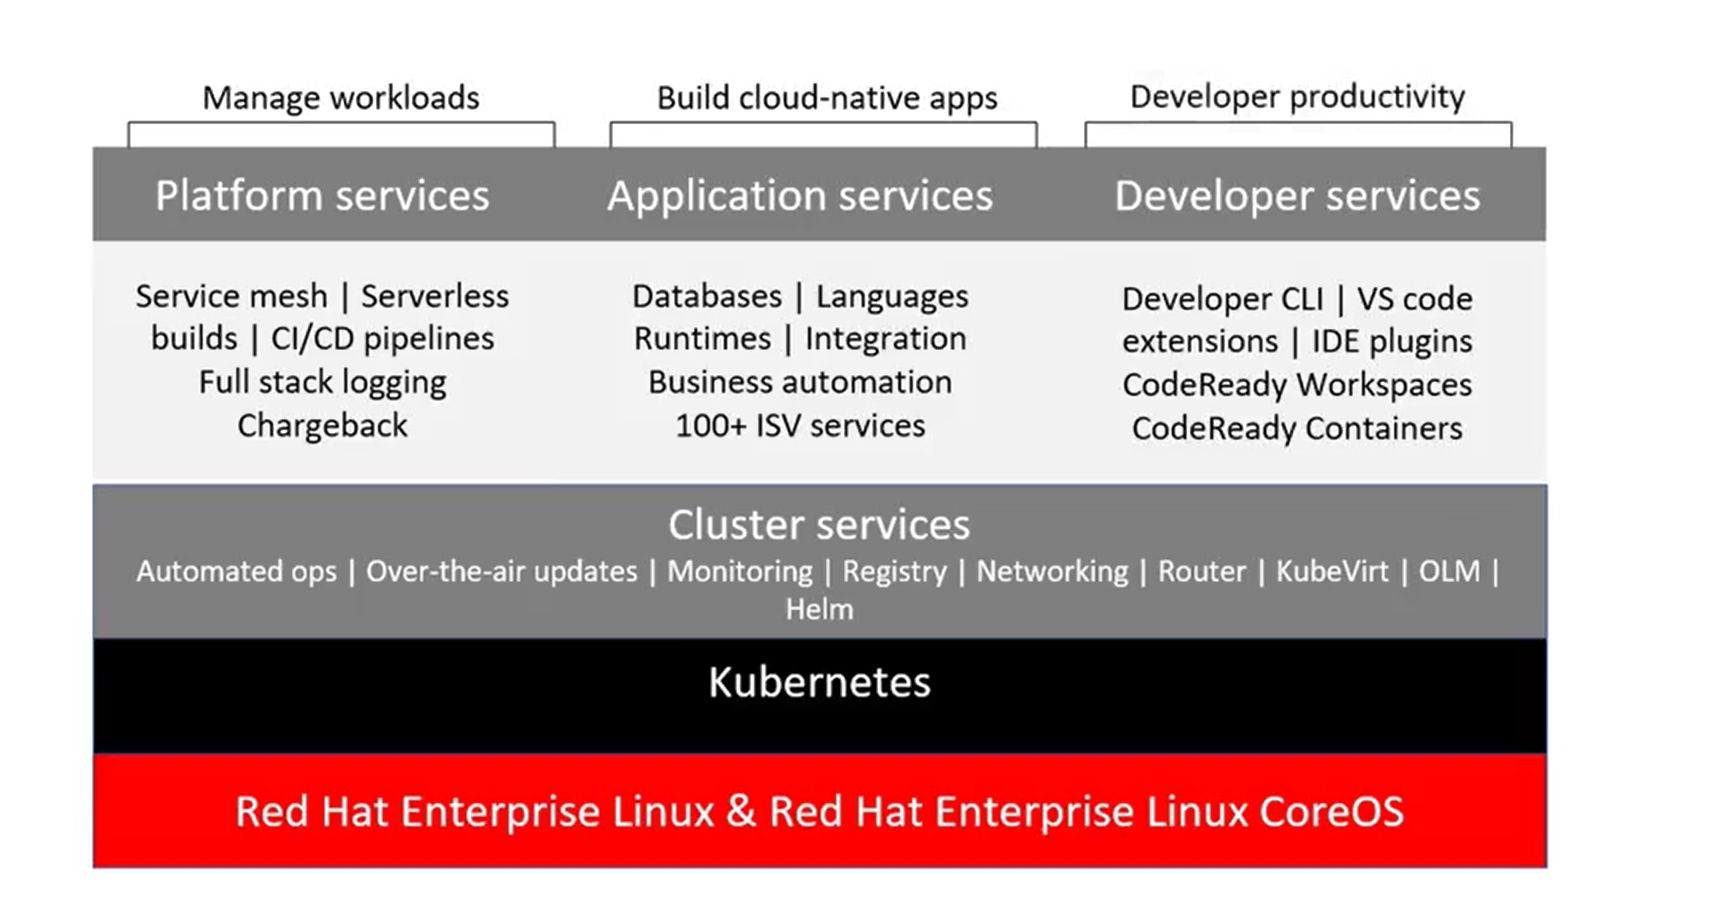 Manage workloads
Build cloud-native apps
Developer productivity
Platform services
Application services
Developer services
Service mesh | Serverless
builds | CI/CD pipelines
Full stack logging
Chargeback
Databases | Languages
Runtimes | Integration
Business automation
100+ ISV services
Developer CLI | VS code
extensions | IDE plugins
CodeReady Workspaces
CodeReady Containers
Cluster services
Automated ops | Over-the-air updates | Monitoring | Registry | Networking | Router | KubeVirt | OLM |
Helm
Kubernetes
Red Hat Enterprise Linux & Red Hat Enterprise Linux CoreOS